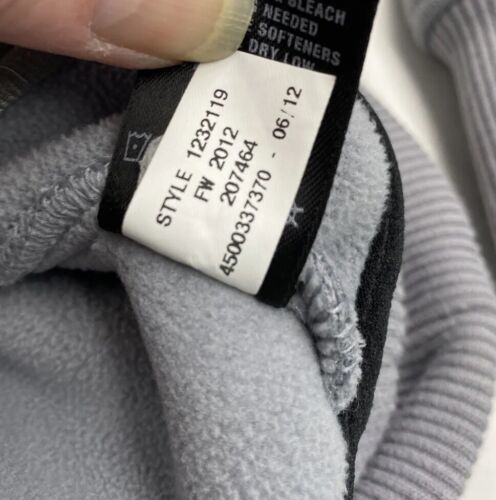 BLEACH
NEEDED
SOFTENERS
DRY LOW
STYLE 1232119
FW 2012
207464
4500337370 - 06/12